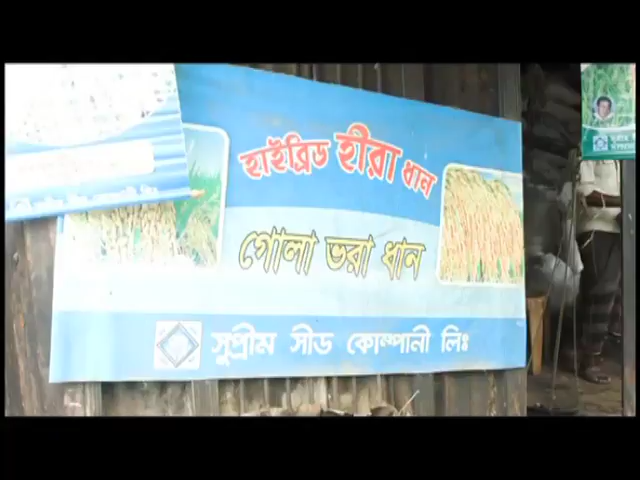 হাইব্রিড হীরা ধান
গোলা ভরা ধান
সুপ্রীম সীড কোম্পানী লিঃ